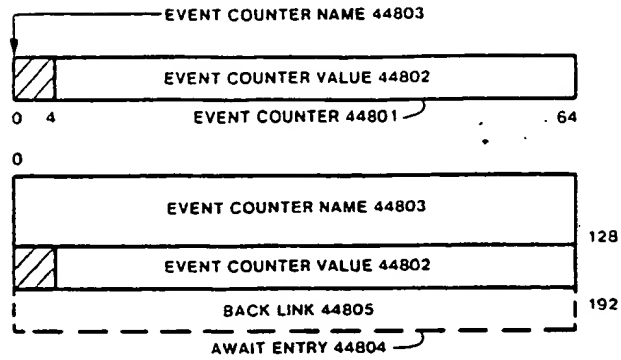 EVENT COUNTER NAME 44803
EVENT COUNTER VALUE 44802
0 4 EVENT COUNTER 44801 64
0
EVENT COUNTER NAME 44803
128
EVENT COUNTER VALUE 44802
BACK LINK 44805 192
AWAIT ENTRY 44804